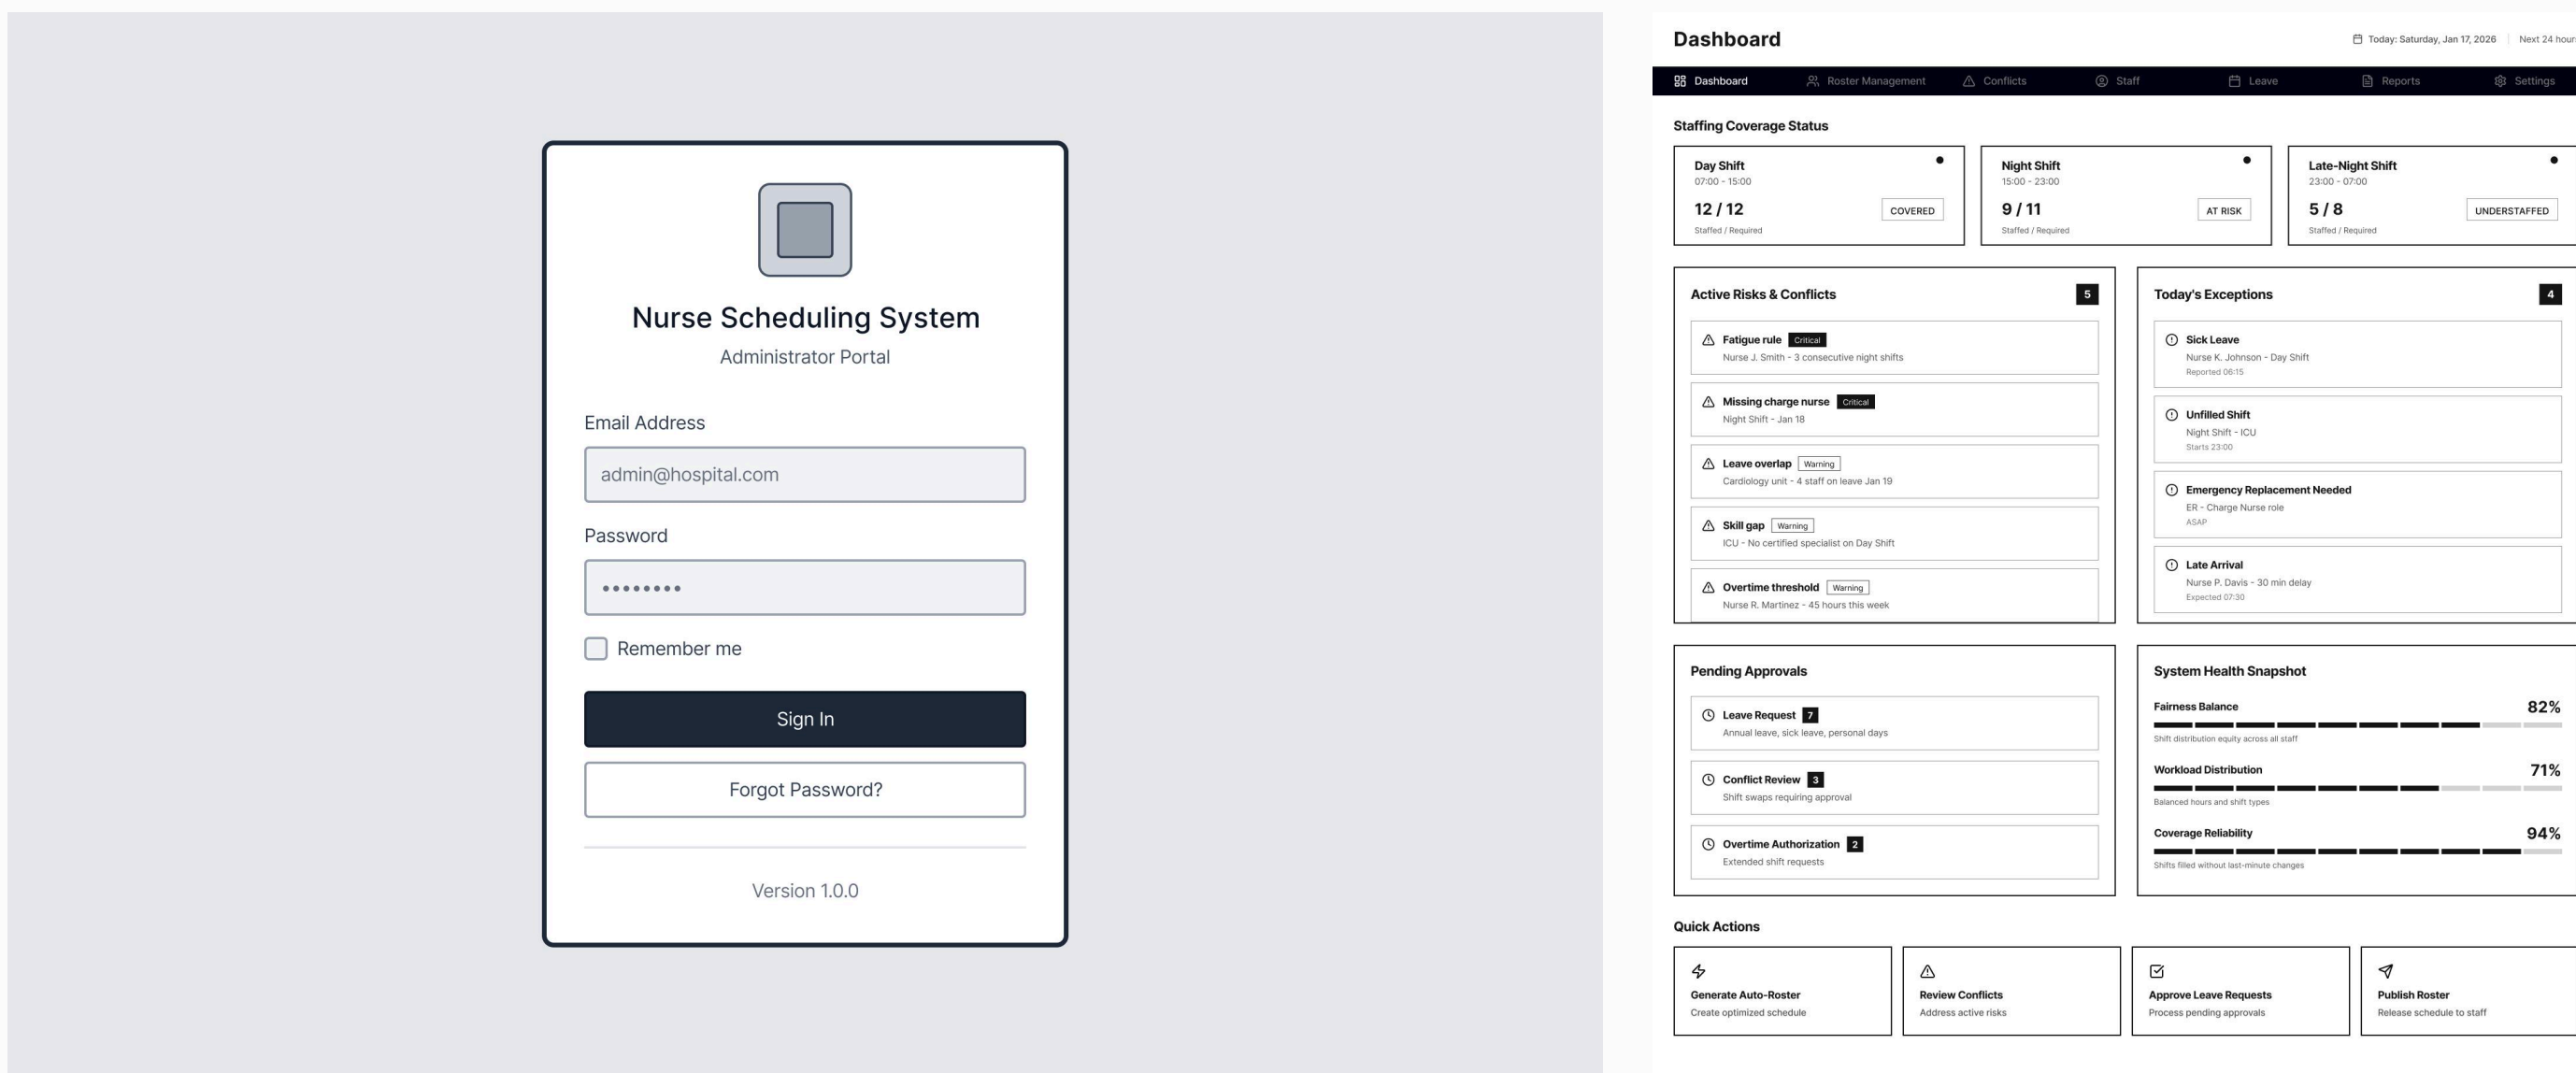 Nurse Scheduling System
Administrator Portal
Email Address
admin@hospital.com
Password
••••••••
Remember me
Sign In
Forgot Password?
Version 1.0.0
Dashboard
Today: Saturday, Jan 17, 2026
Next 24 hours
Dashboard
Roster Management
Conflicts
Staff
Leave
Reports
Settings
Staffing Coverage Status
Day Shift
07:00 - 15:00
12 / 12
COVERED
Staffed / Required
Night Shift
15:00 - 23:00
9 / 11
AT RISK
Staffed / Required
Late-Night Shift
23:00 - 07:00
5 / 8
UNDERSTAFFED
Staffed / Required
Active Risks & Conflicts 5
Fatigue rule Critical
Nurse J. Smith - 3 consecutive night shifts
Missing charge nurse Critical
Night Shift - Jan 18
Leave overlap Warning
Cardiology unit - 4 staff on leave Jan 19
Skill gap Warning
ICU - No certified specialist on Day Shift
Overtime threshold Warning
Nurse R. Martinez - 45 hours this week
Today's Exceptions 4
Sick Leave
Nurse K. Johnson - Day Shift
Reported 06:15
Unfilled Shift
Night Shift - ICU
Starts 23:00
Emergency Replacement Needed
ER - Charge Nurse role
ASAP
Late Arrival
Nurse P. Davis - 30 min delay
Expected 07:30
Pending Approvals
Leave Request 7
Annual leave, sick leave, personal days
Conflict Review 3
Shift swaps requiring approval
Overtime Authorization 2
Extended shift requests
System Health Snapshot
Fairness Balance 82%
Shift distribution equity across all staff
Workload Distribution 71%
Balanced hours and shift types
Coverage Reliability 94%
Shifts filled without last-minute changes
Quick Actions
Generate Auto-Roster
Create optimized schedule
Review Conflicts
Address active risks
Approve Leave Requests
Process pending approvals
Publish Roster
Release schedule to staff